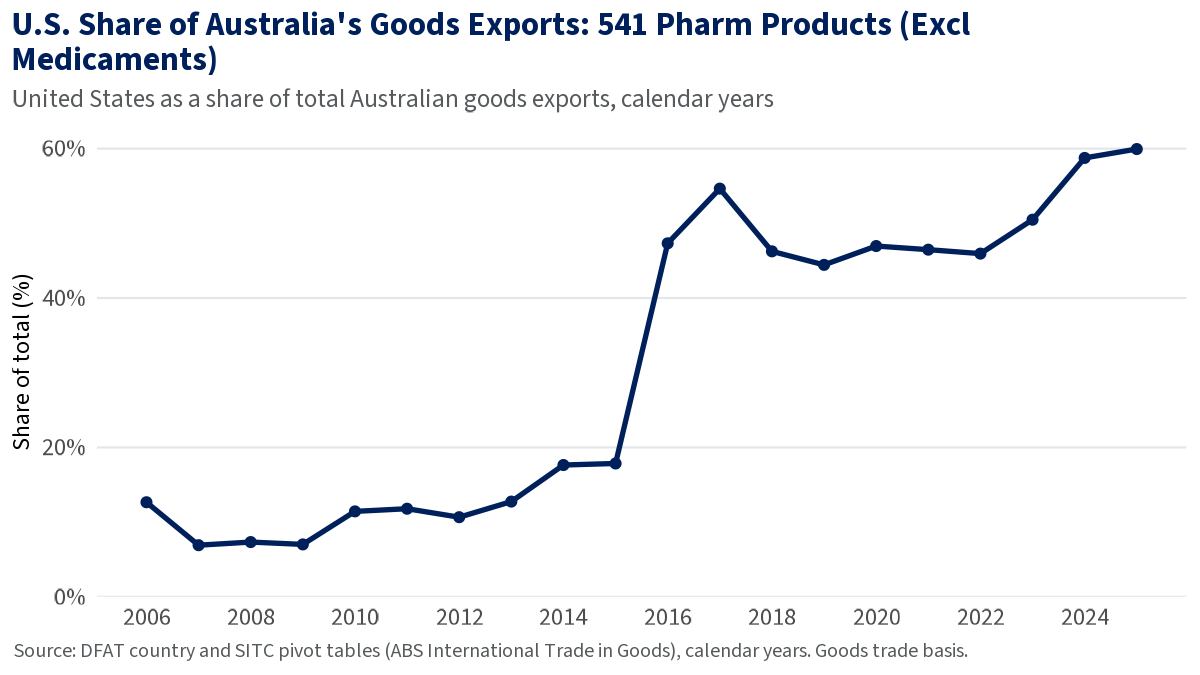 U.S. Share of Australia's Goods Exports: 541 Pharm Products (Excl
Medicaments)
United States as a share of total Australian goods exports, calendar years
Share of total (%)
60%
40%
20%
0%
2006 2008 2010 2012 2014 2016 2018 2020 2022 2024
Source: DFAT country and SITC pivot tables (ABS International Trade in Goods), calendar years. Goods trade basis.